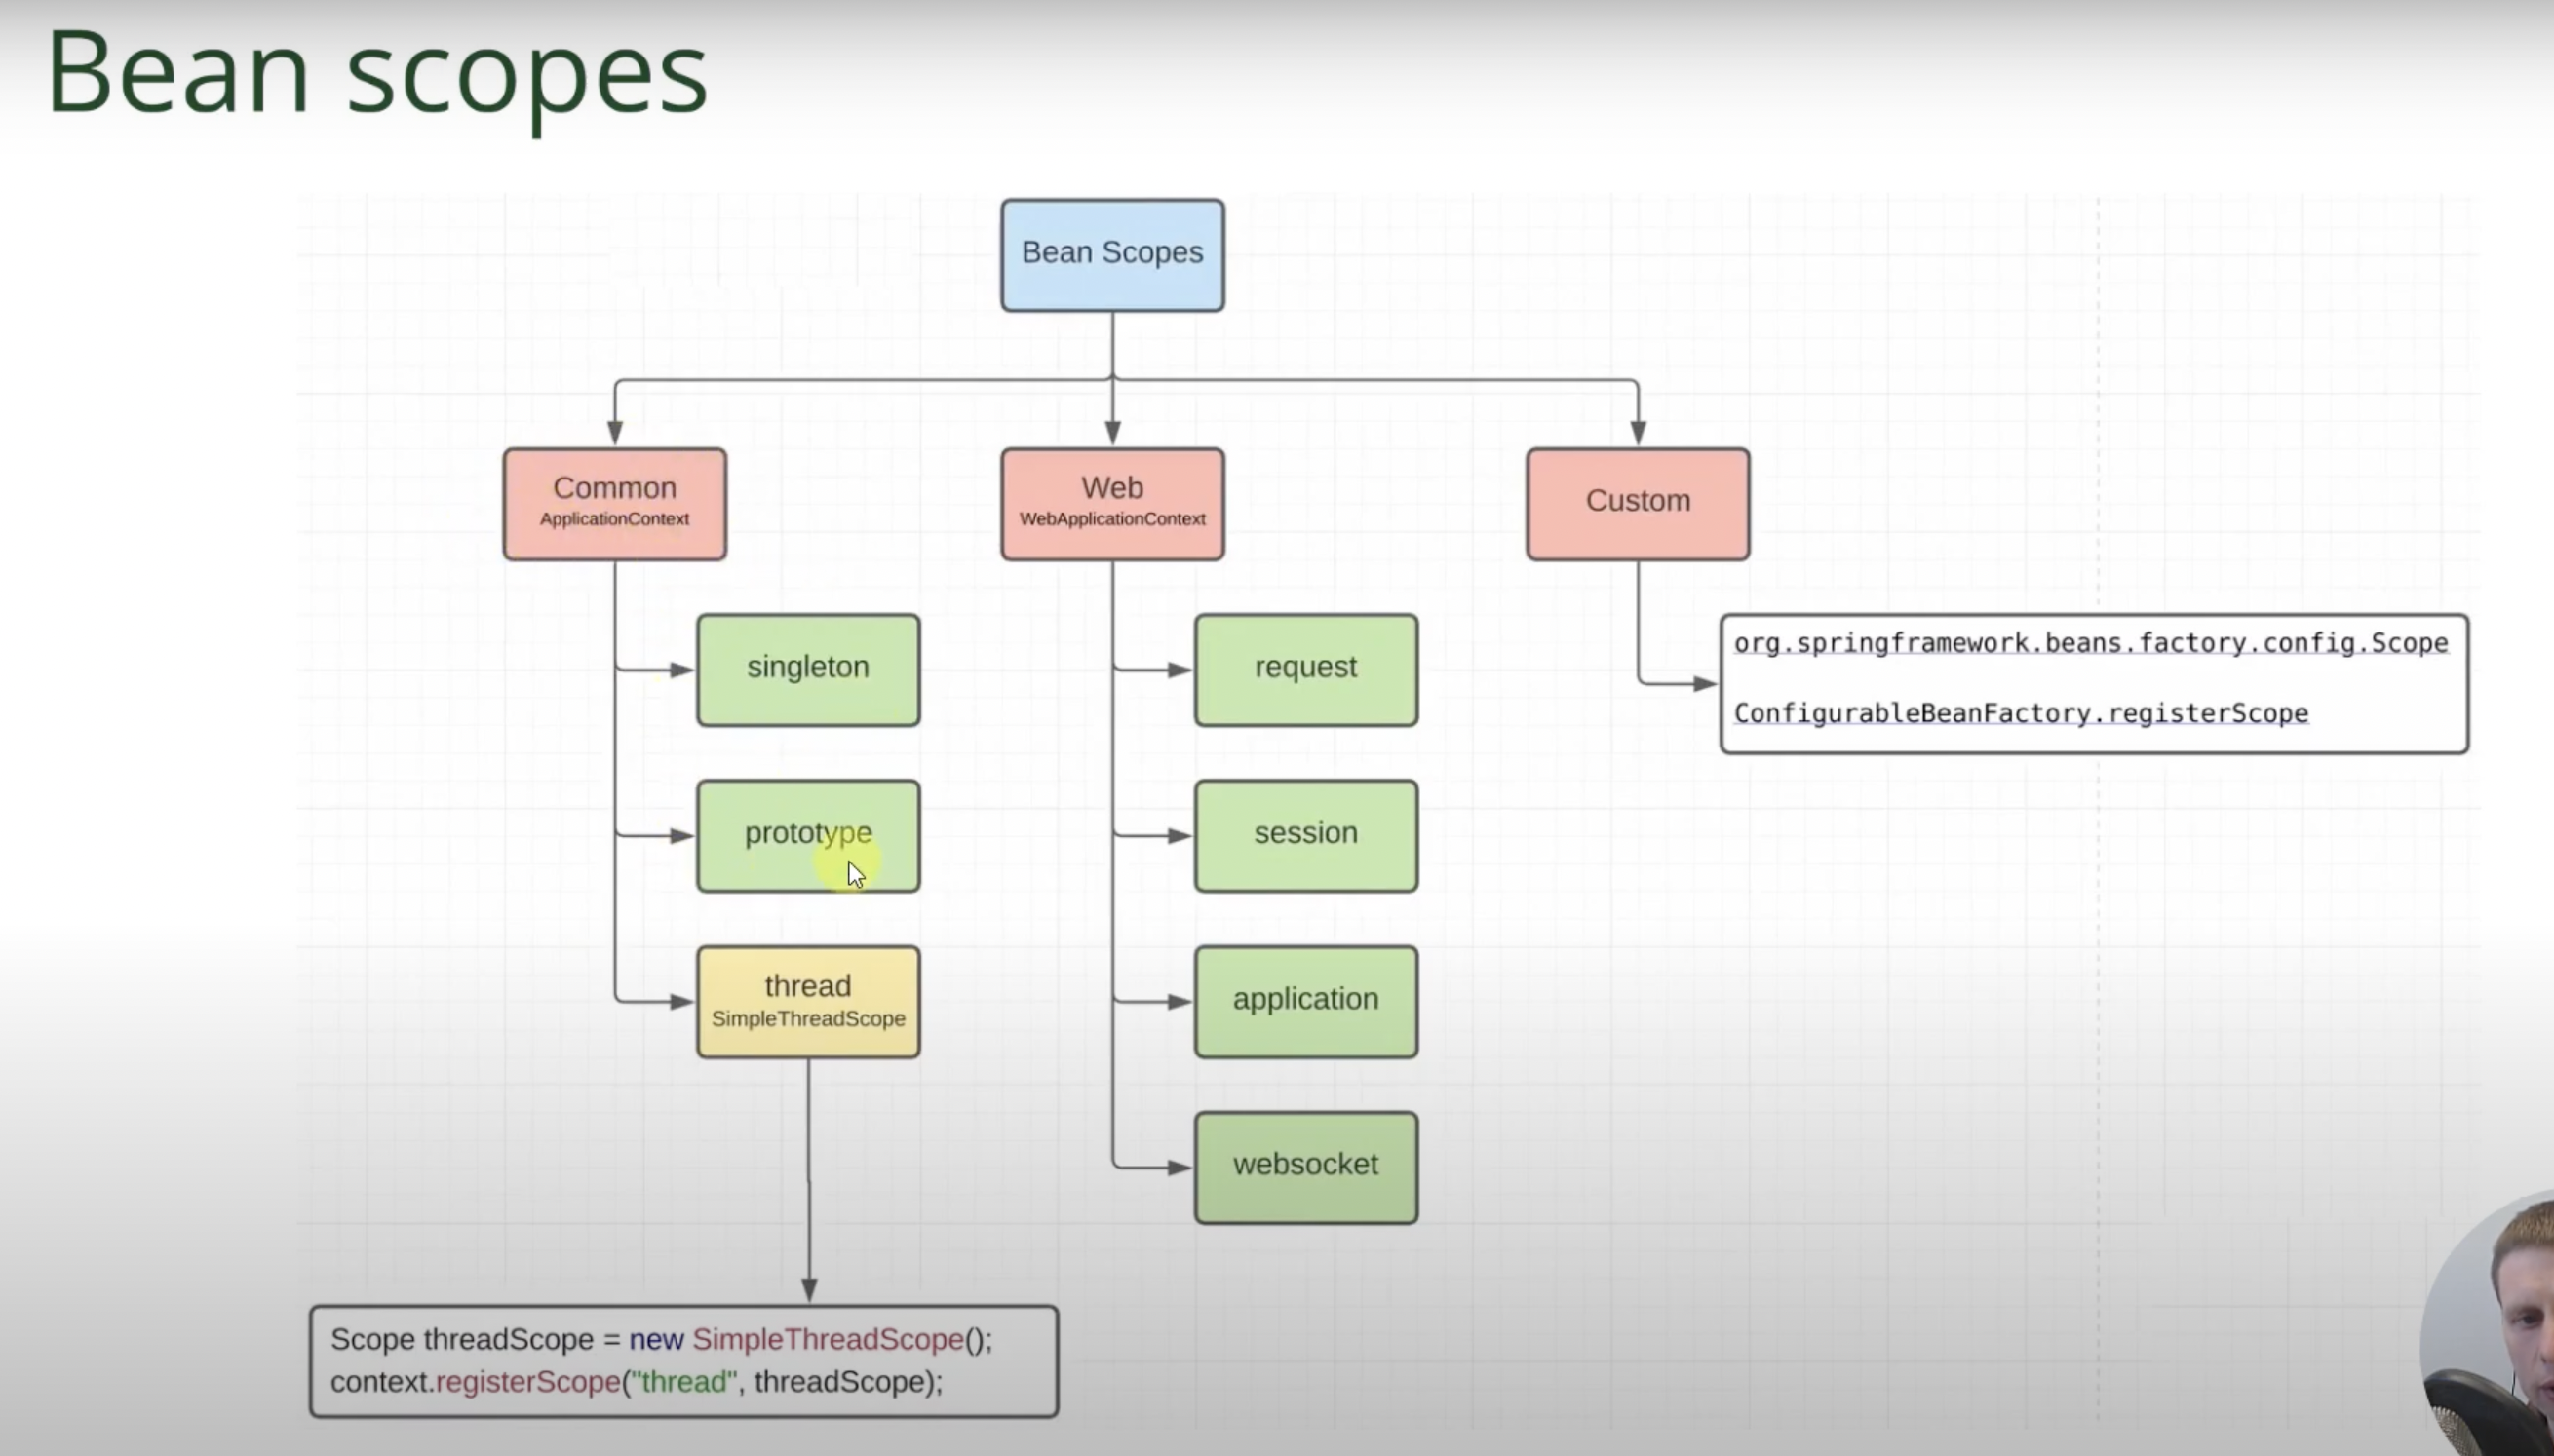 Bean scopes
Bean Scopes
Common
ApplicationContext
Web
WebApplicationContext
Custom
singleton
prototype
thread
SimpleThreadScope
Scope threadScope = new SimpleThreadScope();
context.registerScope("thread", threadScope);
request
session
application
websocket
org.springframework.beans.factory.config.Scope
ConfigurableBeanFactory.registerScope